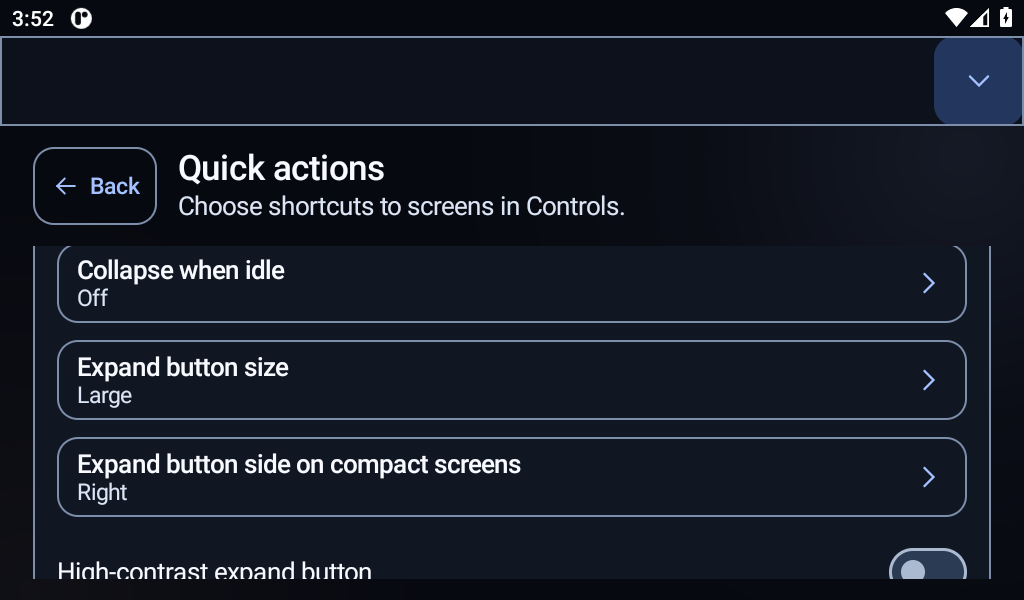 3:52
Back
Quick actions
Choose shortcuts to screens in Controls.
Collapse when idle
Off
Expand button size
Large
Expand button side on compact screens
Right
High-contrast expand button